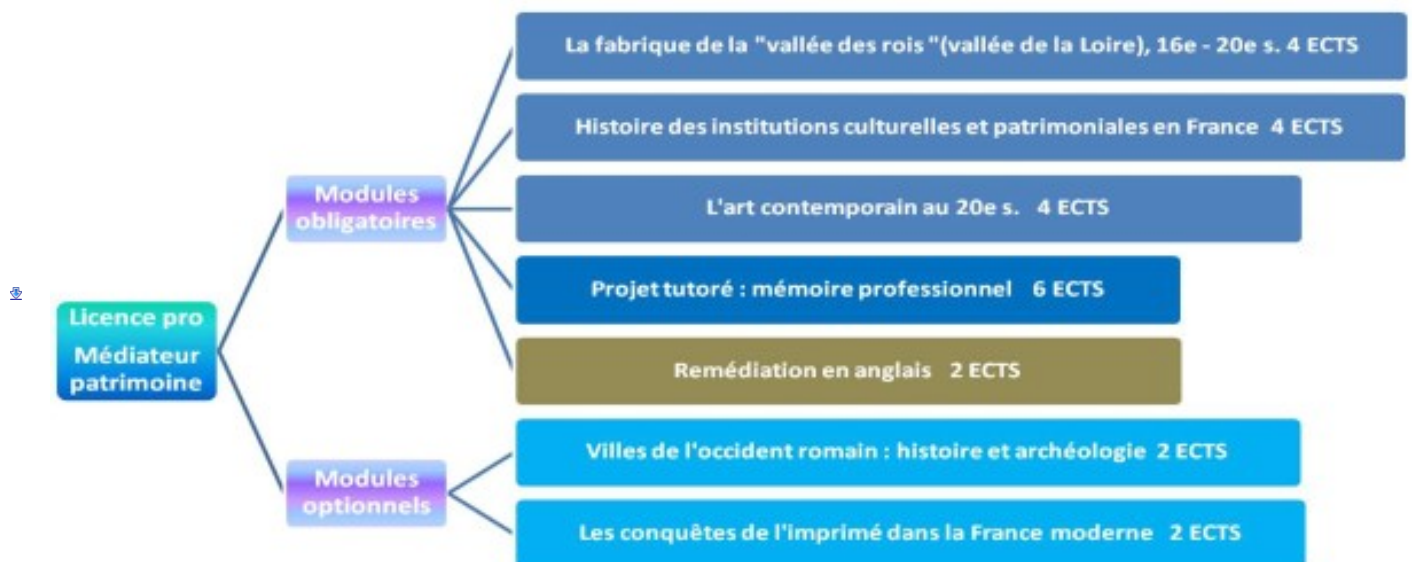 La fabrique de la "vallée des rois "(vallée de la Loire), 16e - 20e s. 4 ECTS
Histoire des institutions culturelles et patrimoniales en France 4 ECTS
Modules
obligatoires
L'art contemporain au 20e s. 4 ECTS
Projet tutoré : mémoire professionnel 6 ECTS
Licence pro
Médiateur
patrimoine
Remédiation en anglais 2 ECTS
Villes de l'occident romain : histoire et archéologie 2 ECTS
Modules
optionnels
Les conquêtes de l'imprimé dans la France moderne 2 ECTS